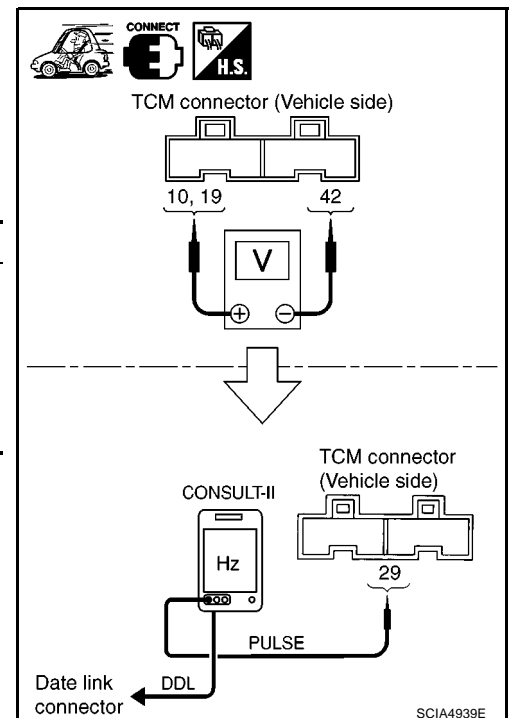 CONNECT
H.S.
TCM connector (Vehicle side)
10, 19 42
V
+ −
TCM connector
(Vehicle side)
CONSULT-II
Hz
29
PULSE
Date link
connector
DDL
SCIA4939E